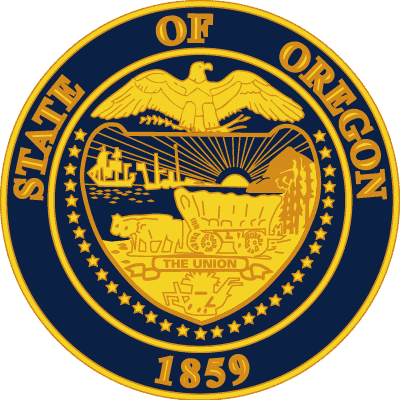 STATE OF OREGON
THE UNION
1859